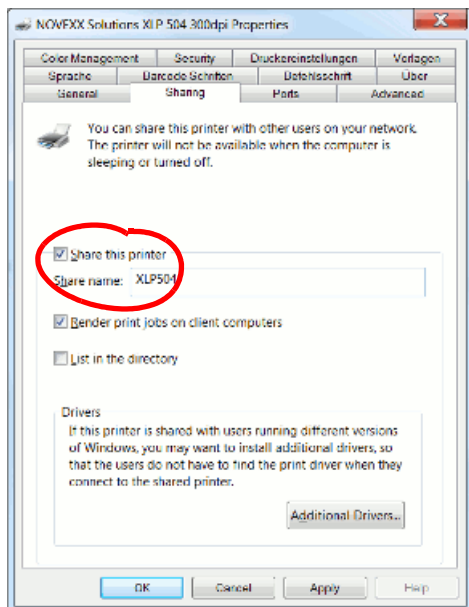 NOVEXX Solutions XLP 504 300dpi Properties
Color Management Security Druckereinstellungen Vorlagen
Sprache Barcode Schriften Befehlsschrift Über
General Sharing Ports Advanced
You can share this printer with other users on your network.
The printer will not be available when the computer is
sleeping or turned off.
Share this printer
Share name: XLP504
Render print jobs on client computers
List in the directory
Drivers
If this printer is shared with users running different versions
of Windows, you may want to install additional drivers, so
that the users do not have to find the print driver when they
connect to the shared printer.
Additional Drivers...
OK Cancel Apply Help